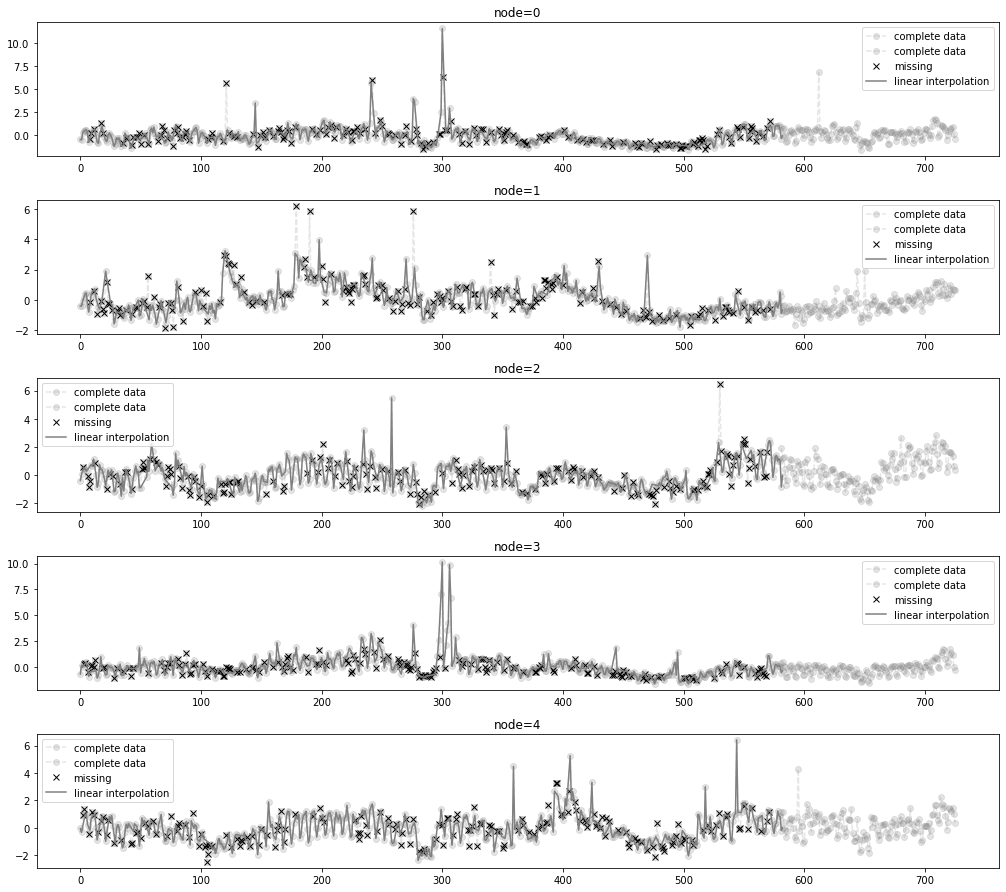 node=0
10.0
7.5
5.0
2.5
0.0
complete data
complete data
missing
linear interpolation
0 100 200 300 400 500 600 700
node=1
6
4
2
0
−2
complete data
complete data
missing
linear interpolation
0 100 200 300 400 500 600 700
node=2
6
4
2
0
−2
complete data
complete data
missing
linear interpolation
0 100 200 300 400 500 600 700
node=3
10.0
7.5
5.0
2.5
0.0
complete data
complete data
missing
linear interpolation
0 100 200 300 400 500 600 700
node=4
6
4
2
0
−2
complete data
complete data
missing
linear interpolation
0 100 200 300 400 500 600 700